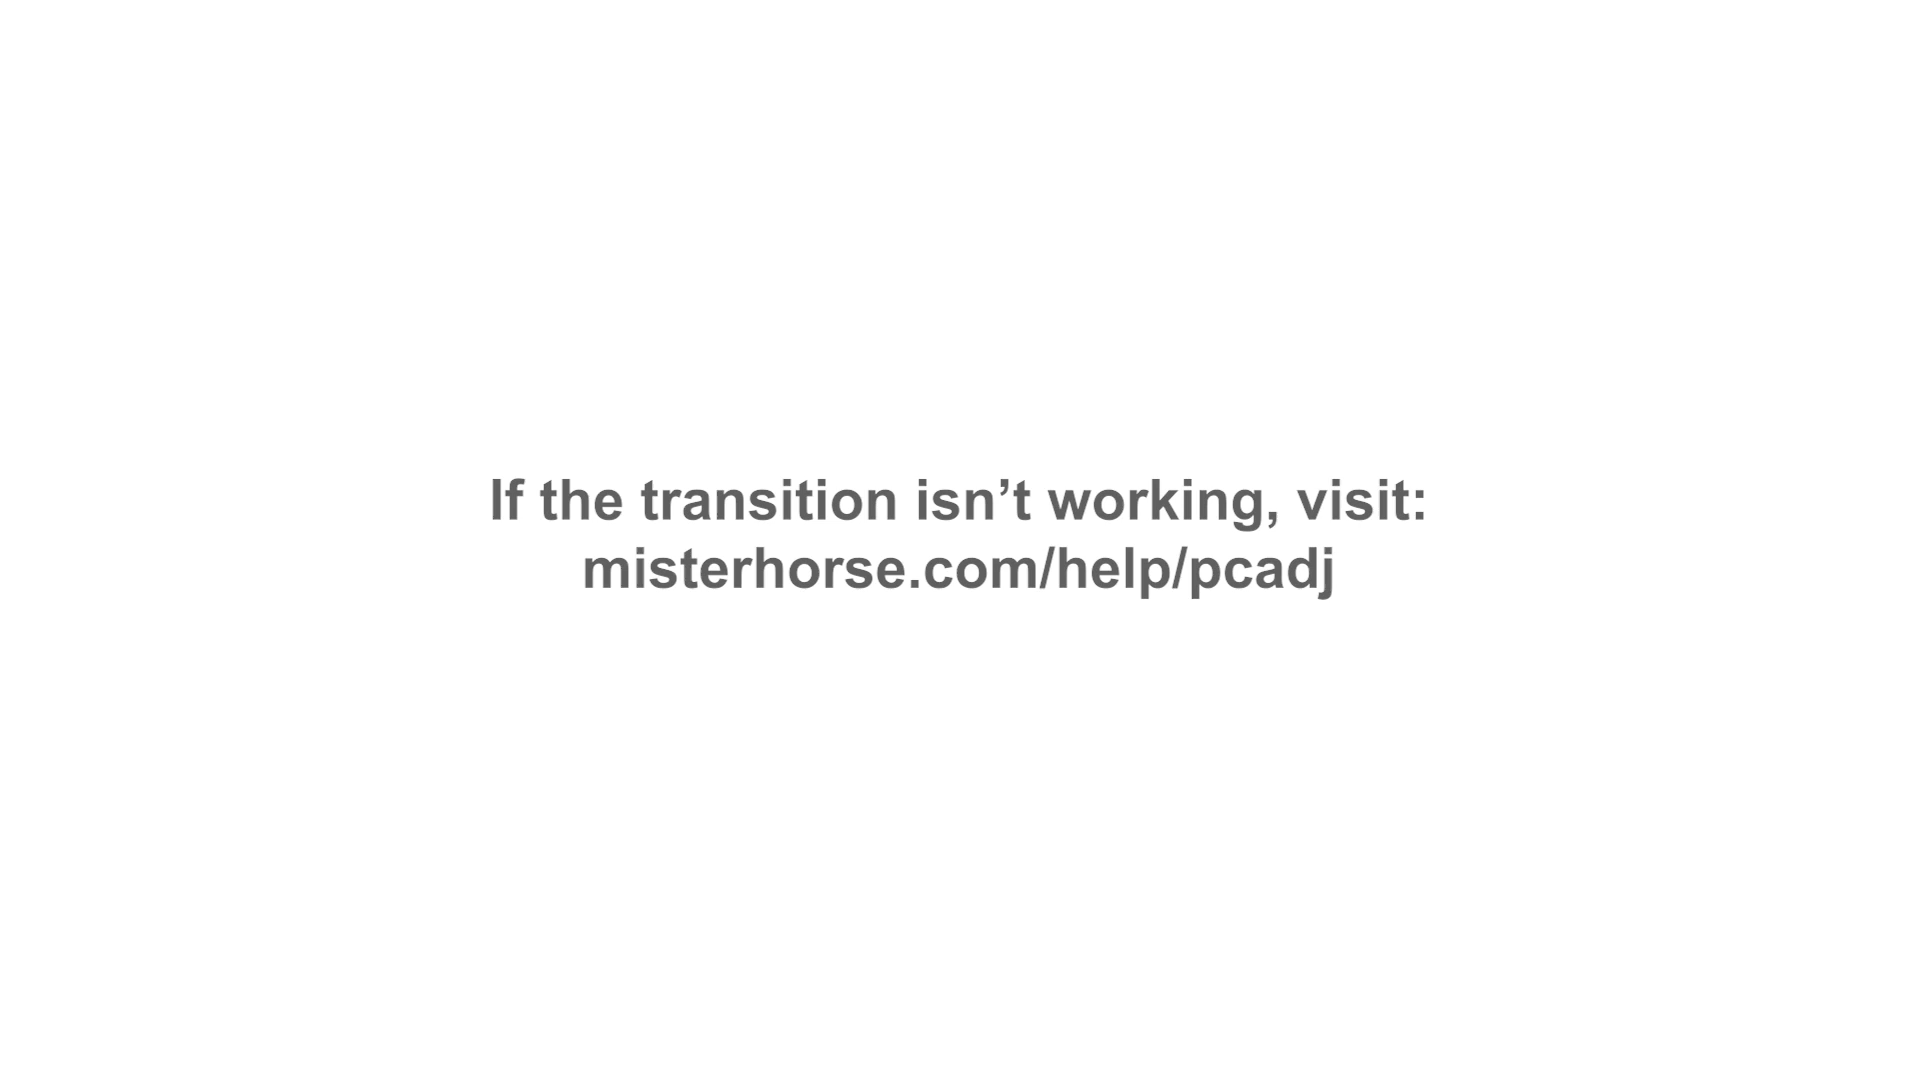 If the transition isn’t working, visit:
misterhorse.com/help/pcadj